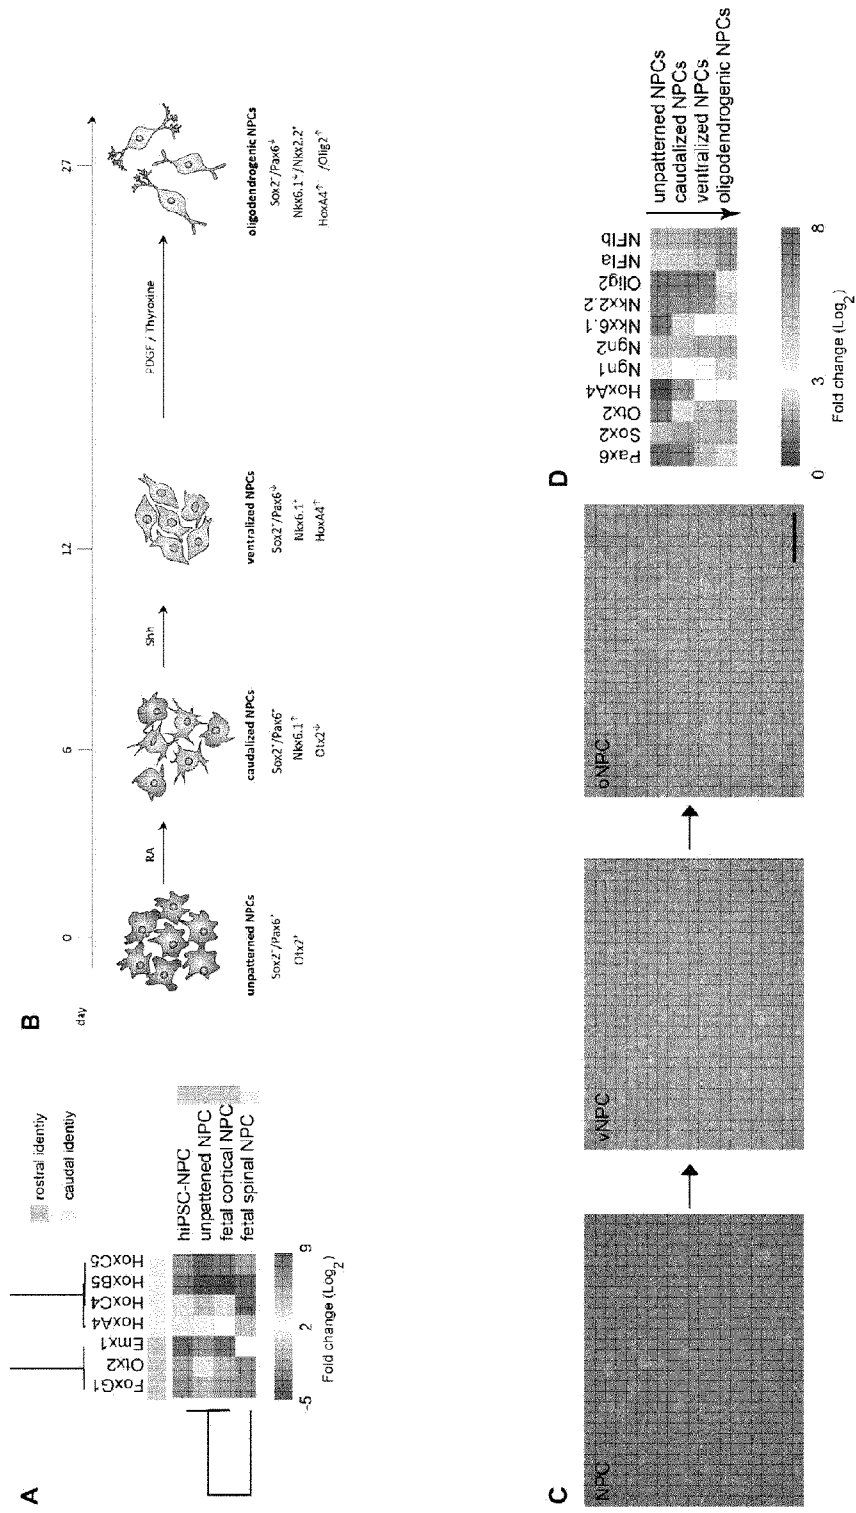 A
rostral identiy
caudal identiy
FoxG1
Otx2
Emx1
HoxA4
HoxC4
HoxB5
HoxC5
hiPSC-NPC
unpattened NPC
fetal cortical NPC
fetal spinal NPC
-5 2 9
Fold change (Log2)
B
day
0 6 12 27
RA
Shh
PDGF / Thyroxine
unpatterned NPCs
Sox2+/Pax6+
Otx2+
caudalized NPCs
Sox2+/Pax6+
Nkx6.1↑
Otx2↓
ventralized NPCs
Sox2+/Pax6↓
Nkx6.1+
HoxA4↑
oligodendrogenic NPCs
Sox2+/Pax6↓
Nkx6.1↓/Nkx2.2+
HoxA4↑ /Olig2↑
C
NPC
vNPC
oNPC
D
Pax6
Sox2
Otx2
HoxA4
Ngn1
Ngn2
Nkx6.1
Nkx2.2
Olig2
NFIa
NFIb
unpatterned NPCs
caudalized NPCs
ventralized NPCs
oligodendrogenic NPCs
0 3 8
Fold change (Log2)